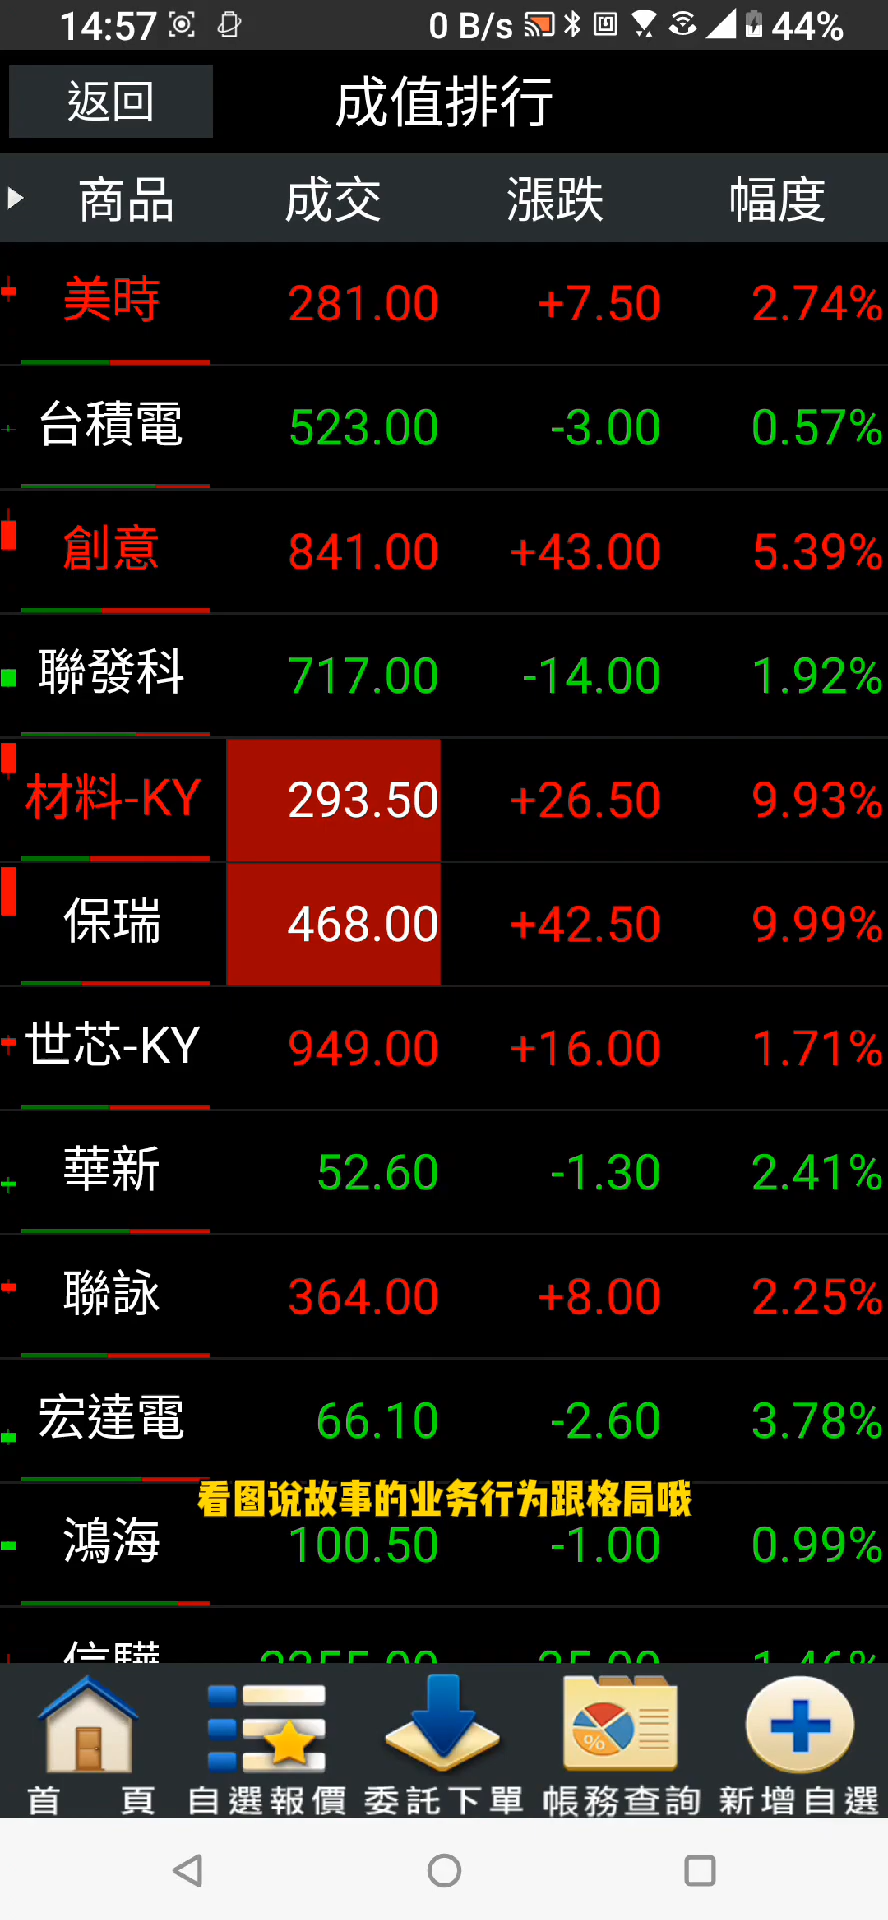 14:57 0 B/s 44%
返回 成值排行
商品 成交 漲跌 幅度
美時 281.00 +7.50 2.74%
台積電 523.00 -3.00 0.57%
創意 841.00 +43.00 5.39%
聯發科 717.00 -14.00 1.92%
材料-KY 293.50 +26.50 9.93%
保瑞 468.00 +42.50 9.99%
世芯-KY 949.00 +16.00 1.71%
華新 52.60 -1.30 2.41%
聯詠 364.00 +8.00 2.25%
宏達電 66.10 -2.60 3.78%
看图说故事的业务行为跟格局哦
鴻海 100.50 -1.00 0.99%
首頁 自選報價 委託下單 帳務查詢 新增自選